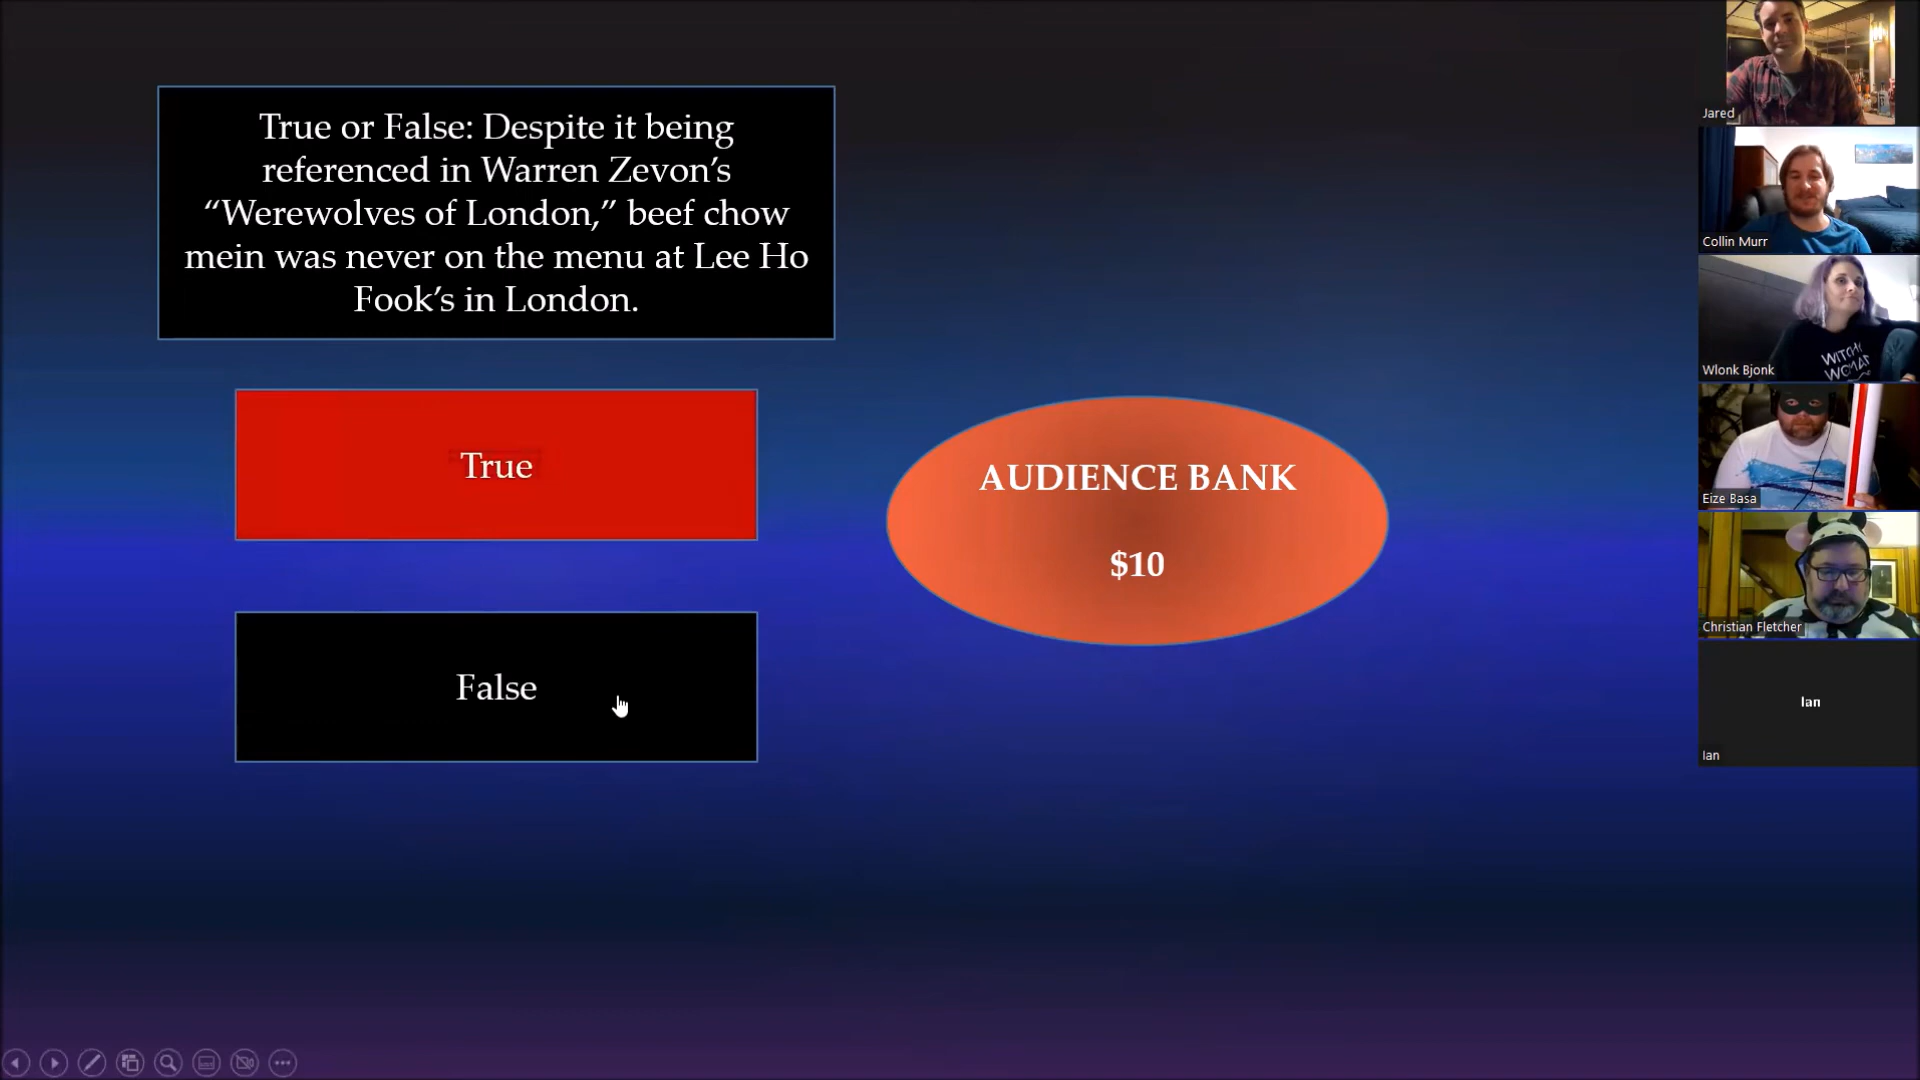 True or False: Despite it being
referenced in Warren Zevon’s
“Werewolves of London,” beef chow
mein was never on the menu at Lee Ho
Fook’s in London.
True
False
AUDIENCE BANK
$10
Jared
Collin Murr
WITCHY
WOMAN
Wlonk Bjonk
Eize Basa
Christian Fletcher
Ian
Ian